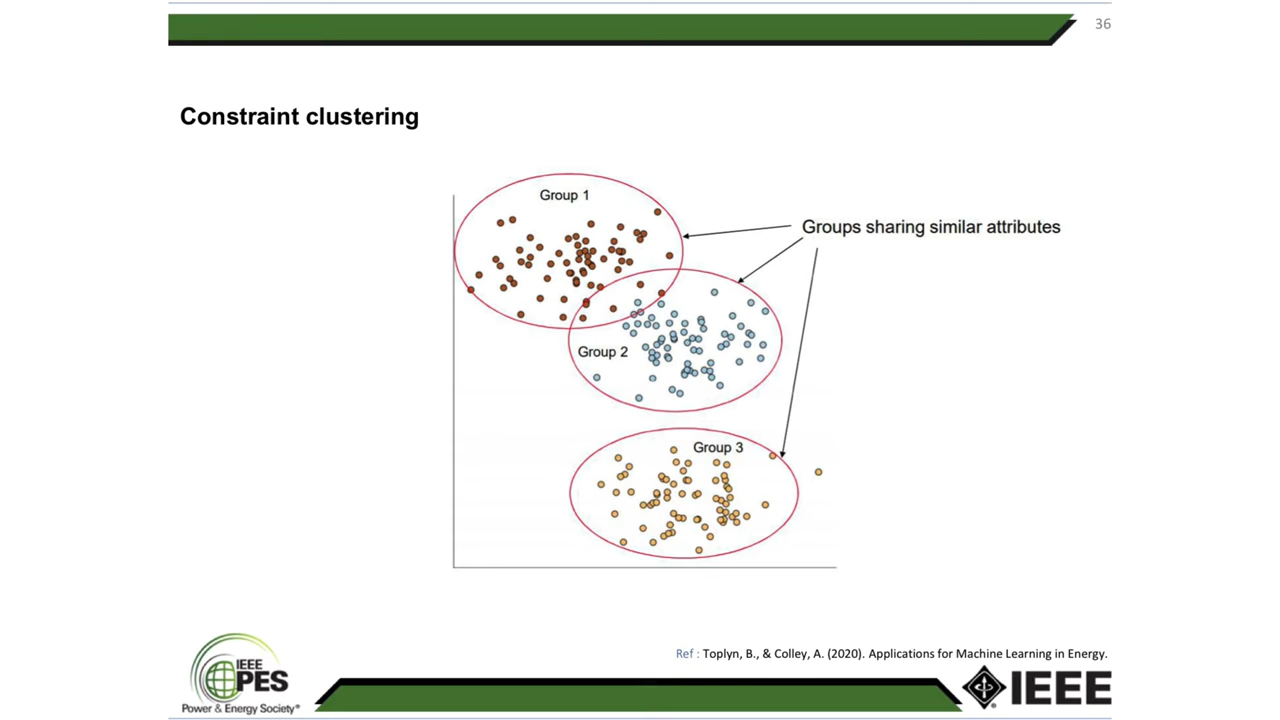 36
Constraint clustering
Group 1
Groups sharing similar attributes
Group 2
Group 3
Ref : Toplyn, B., & Colley, A. (2020). Applications for Machine Learning in Energy.
IEEE
PES
Power & Energy Society®
IEEE